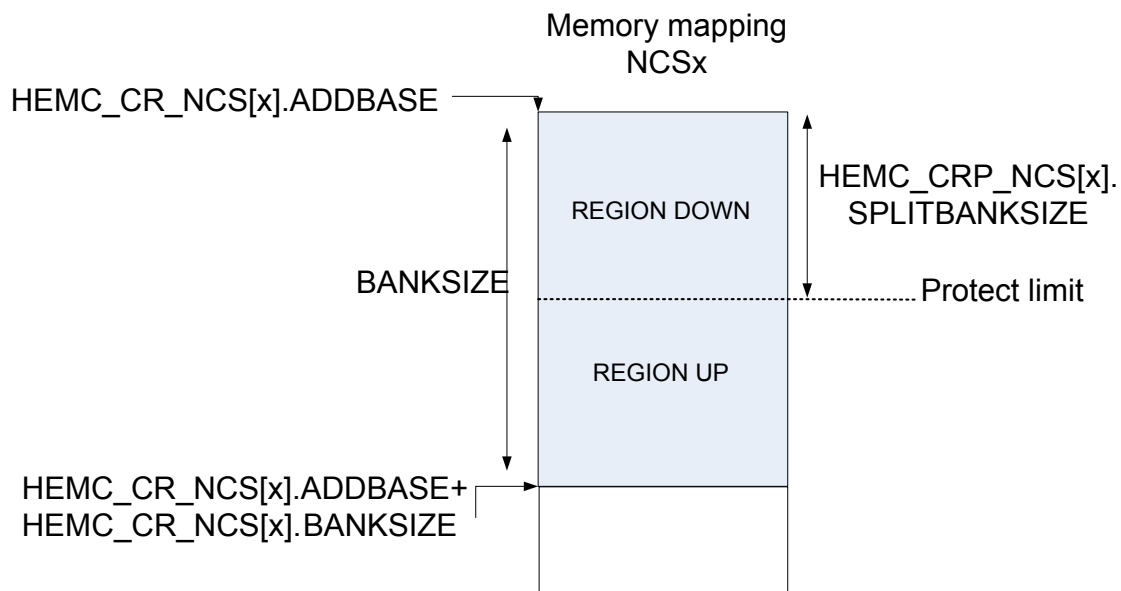 Memory mapping
NCSx
HEMC_CR_NCS[x].ADDBASE
HEMC_CRP_NCS[x].
SPLITBANKSIZE
REGION DOWN
BANKSIZE
Protect limit
REGION UP
HEMC_CR_NCS[x].ADDBASE+
HEMC_CR_NCS[x].BANKSIZE